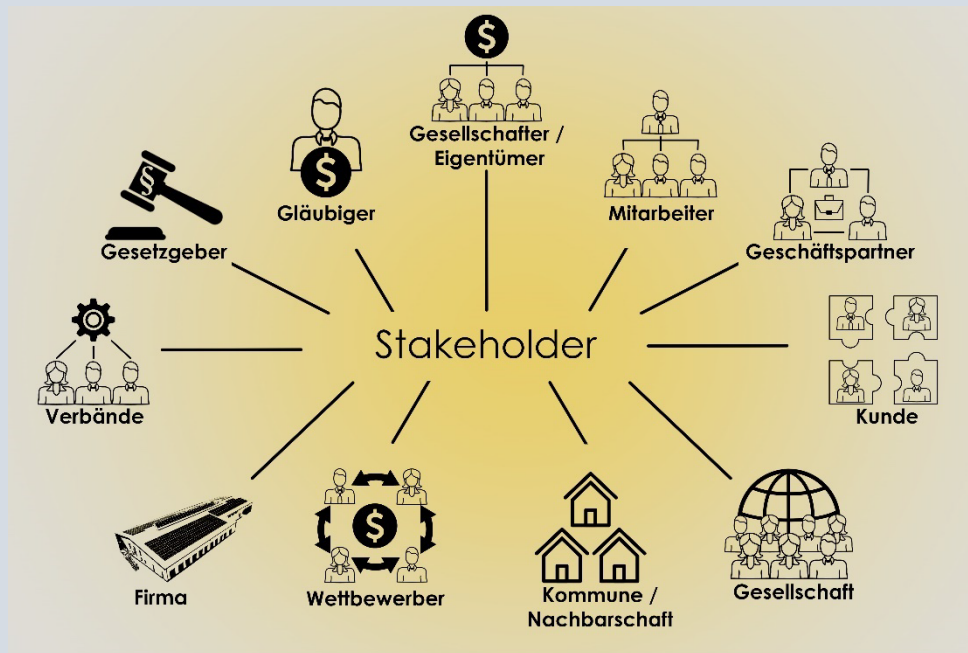 Gesellschafter /
Eigentümer
Gläubiger
Mitarbeiter
Gesetzgeber
Geschäftspartner
Stakeholder
Verbände
Kunde
Firma
Wettbewerber
Kommune /
Nachbarschaft
Gesellschaft
$
$
§
$